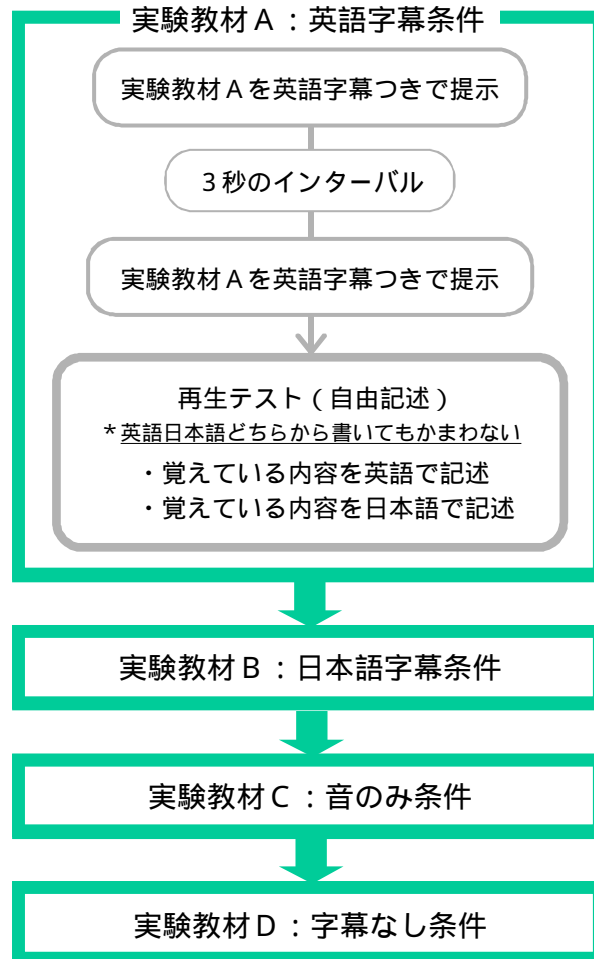 実験教材Ａ：英語字幕条件
実験教材Ａを英語字幕つきで提示
３秒のインターバル
実験教材Ａを英語字幕つきで提示
再生テスト（自由記述）
*英語日本語どちらから書いてもかまわない
・覚えている内容を英語で記述
・覚えている内容を日本語で記述
実験教材Ｂ：日本語字幕条件
実験教材Ｃ：音のみ条件
実験教材Ｄ：字幕なし条件